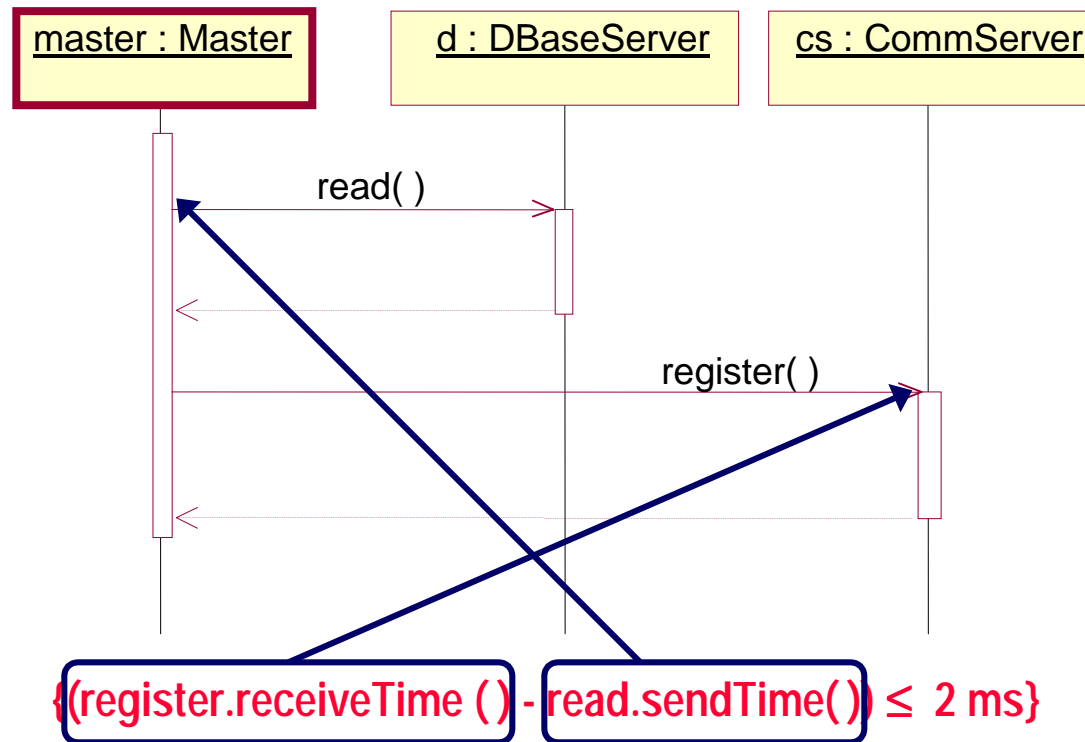 master : Master
d : DBaseServer
cs : CommServer
read( )
register( )
{(register.receiveTime () - read.sendTime()) ≤ 2 ms}